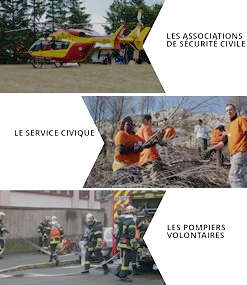 LES ASSOCIATIONS
DE SÉCURITÉ CIVILE
LE SERVICE CIVIQUE
LES POMPIERS
VOLONTAIRES